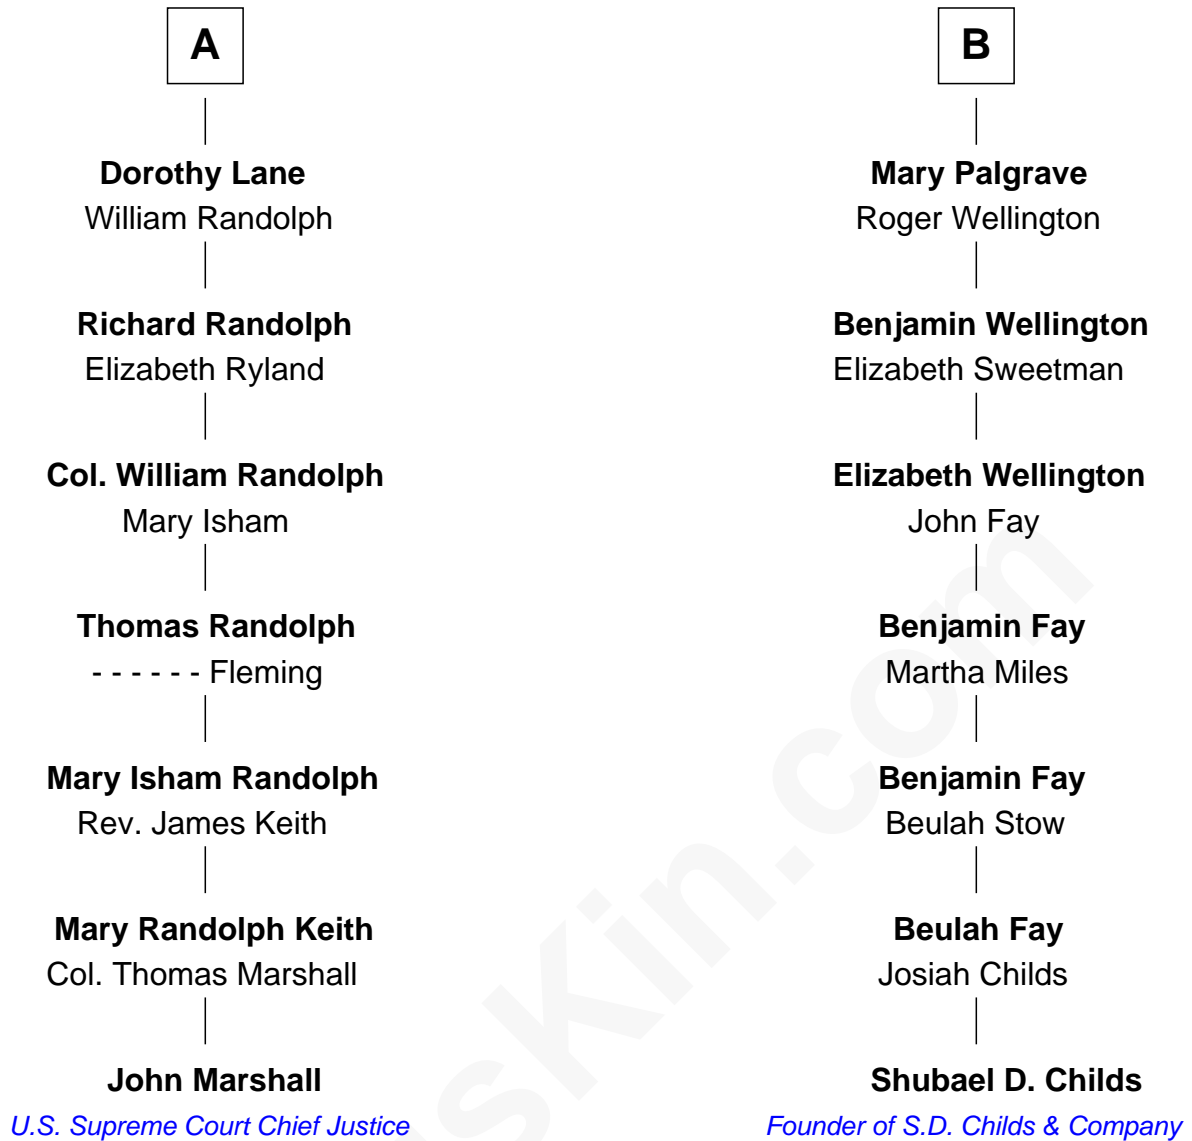 A
Dorothy Lane
William Randolph
Richard Randolph
Elizabeth Ryland
Col. William Randolph
Mary Isham
Thomas Randolph
- - - - - - Fleming
Mary Isham Randolph
Rev. James Keith
Mary Randolph Keith
Col. Thomas Marshall
John Marshall
U.S. Supreme Court Chief Justice
B
Mary Palgrave
Roger Wellington
Benjamin Wellington
Elizabeth Sweetman
Elizabeth Wellington
John Fay
Benjamin Fay
Martha Miles
Benjamin Fay
Beulah Stow
Beulah Fay
Josiah Childs
Shubael D. Childs
Founder of S.D. Childs & Company
sKin.com